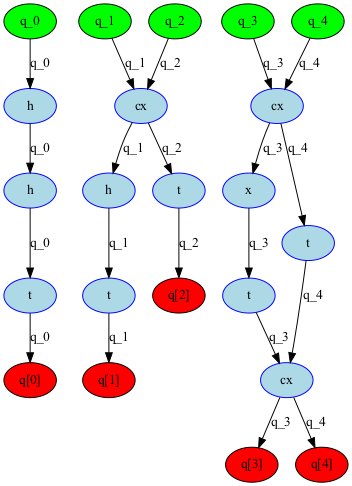 q_0 q_1 q_2 q_3 q_4
q_0 q_1 q_2 q_3 q_4
h cx cx
q_0 q_1 q_2 q_3 q_4
h h t x
t
q_0 q_1 q_2 q_3
q_4
t t q[2] t
q_0 q_1 q_3
q[0] q[1] cx
q_3 q_4
q[3] q[4]